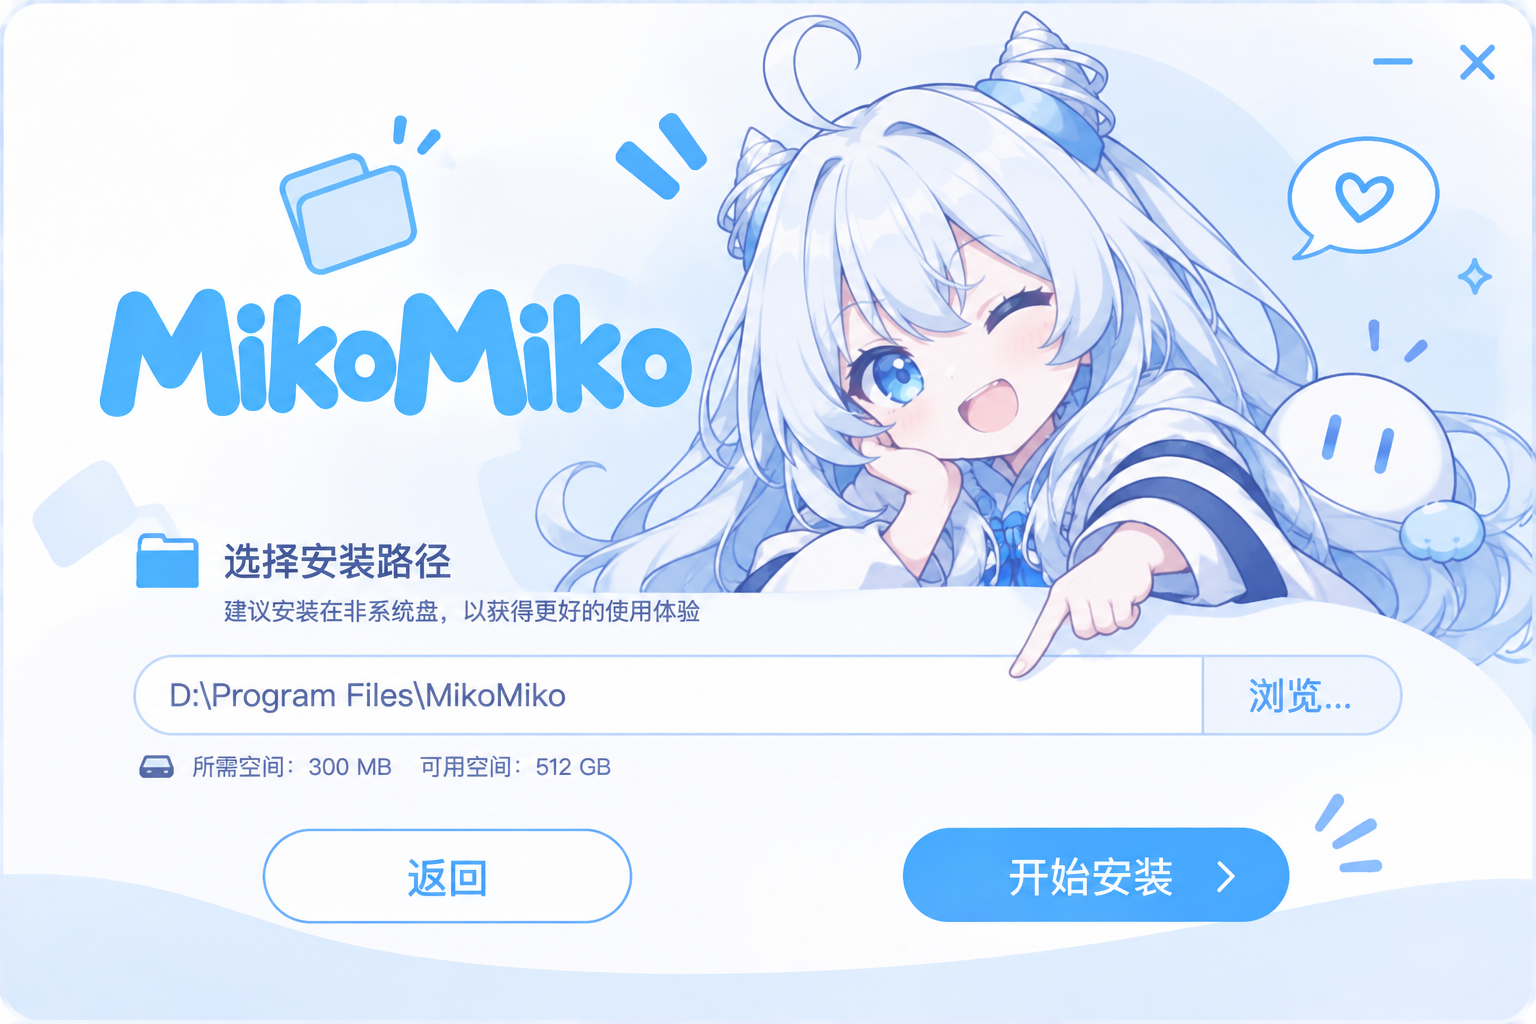 MikoMiko
选择安装路径
建议安装在非系统盘，以获得更好的使用体验
D:\Program Files\MikoMiko
浏览...
所需空间：300 MB 可用空间：512 GB
返回
开始安装